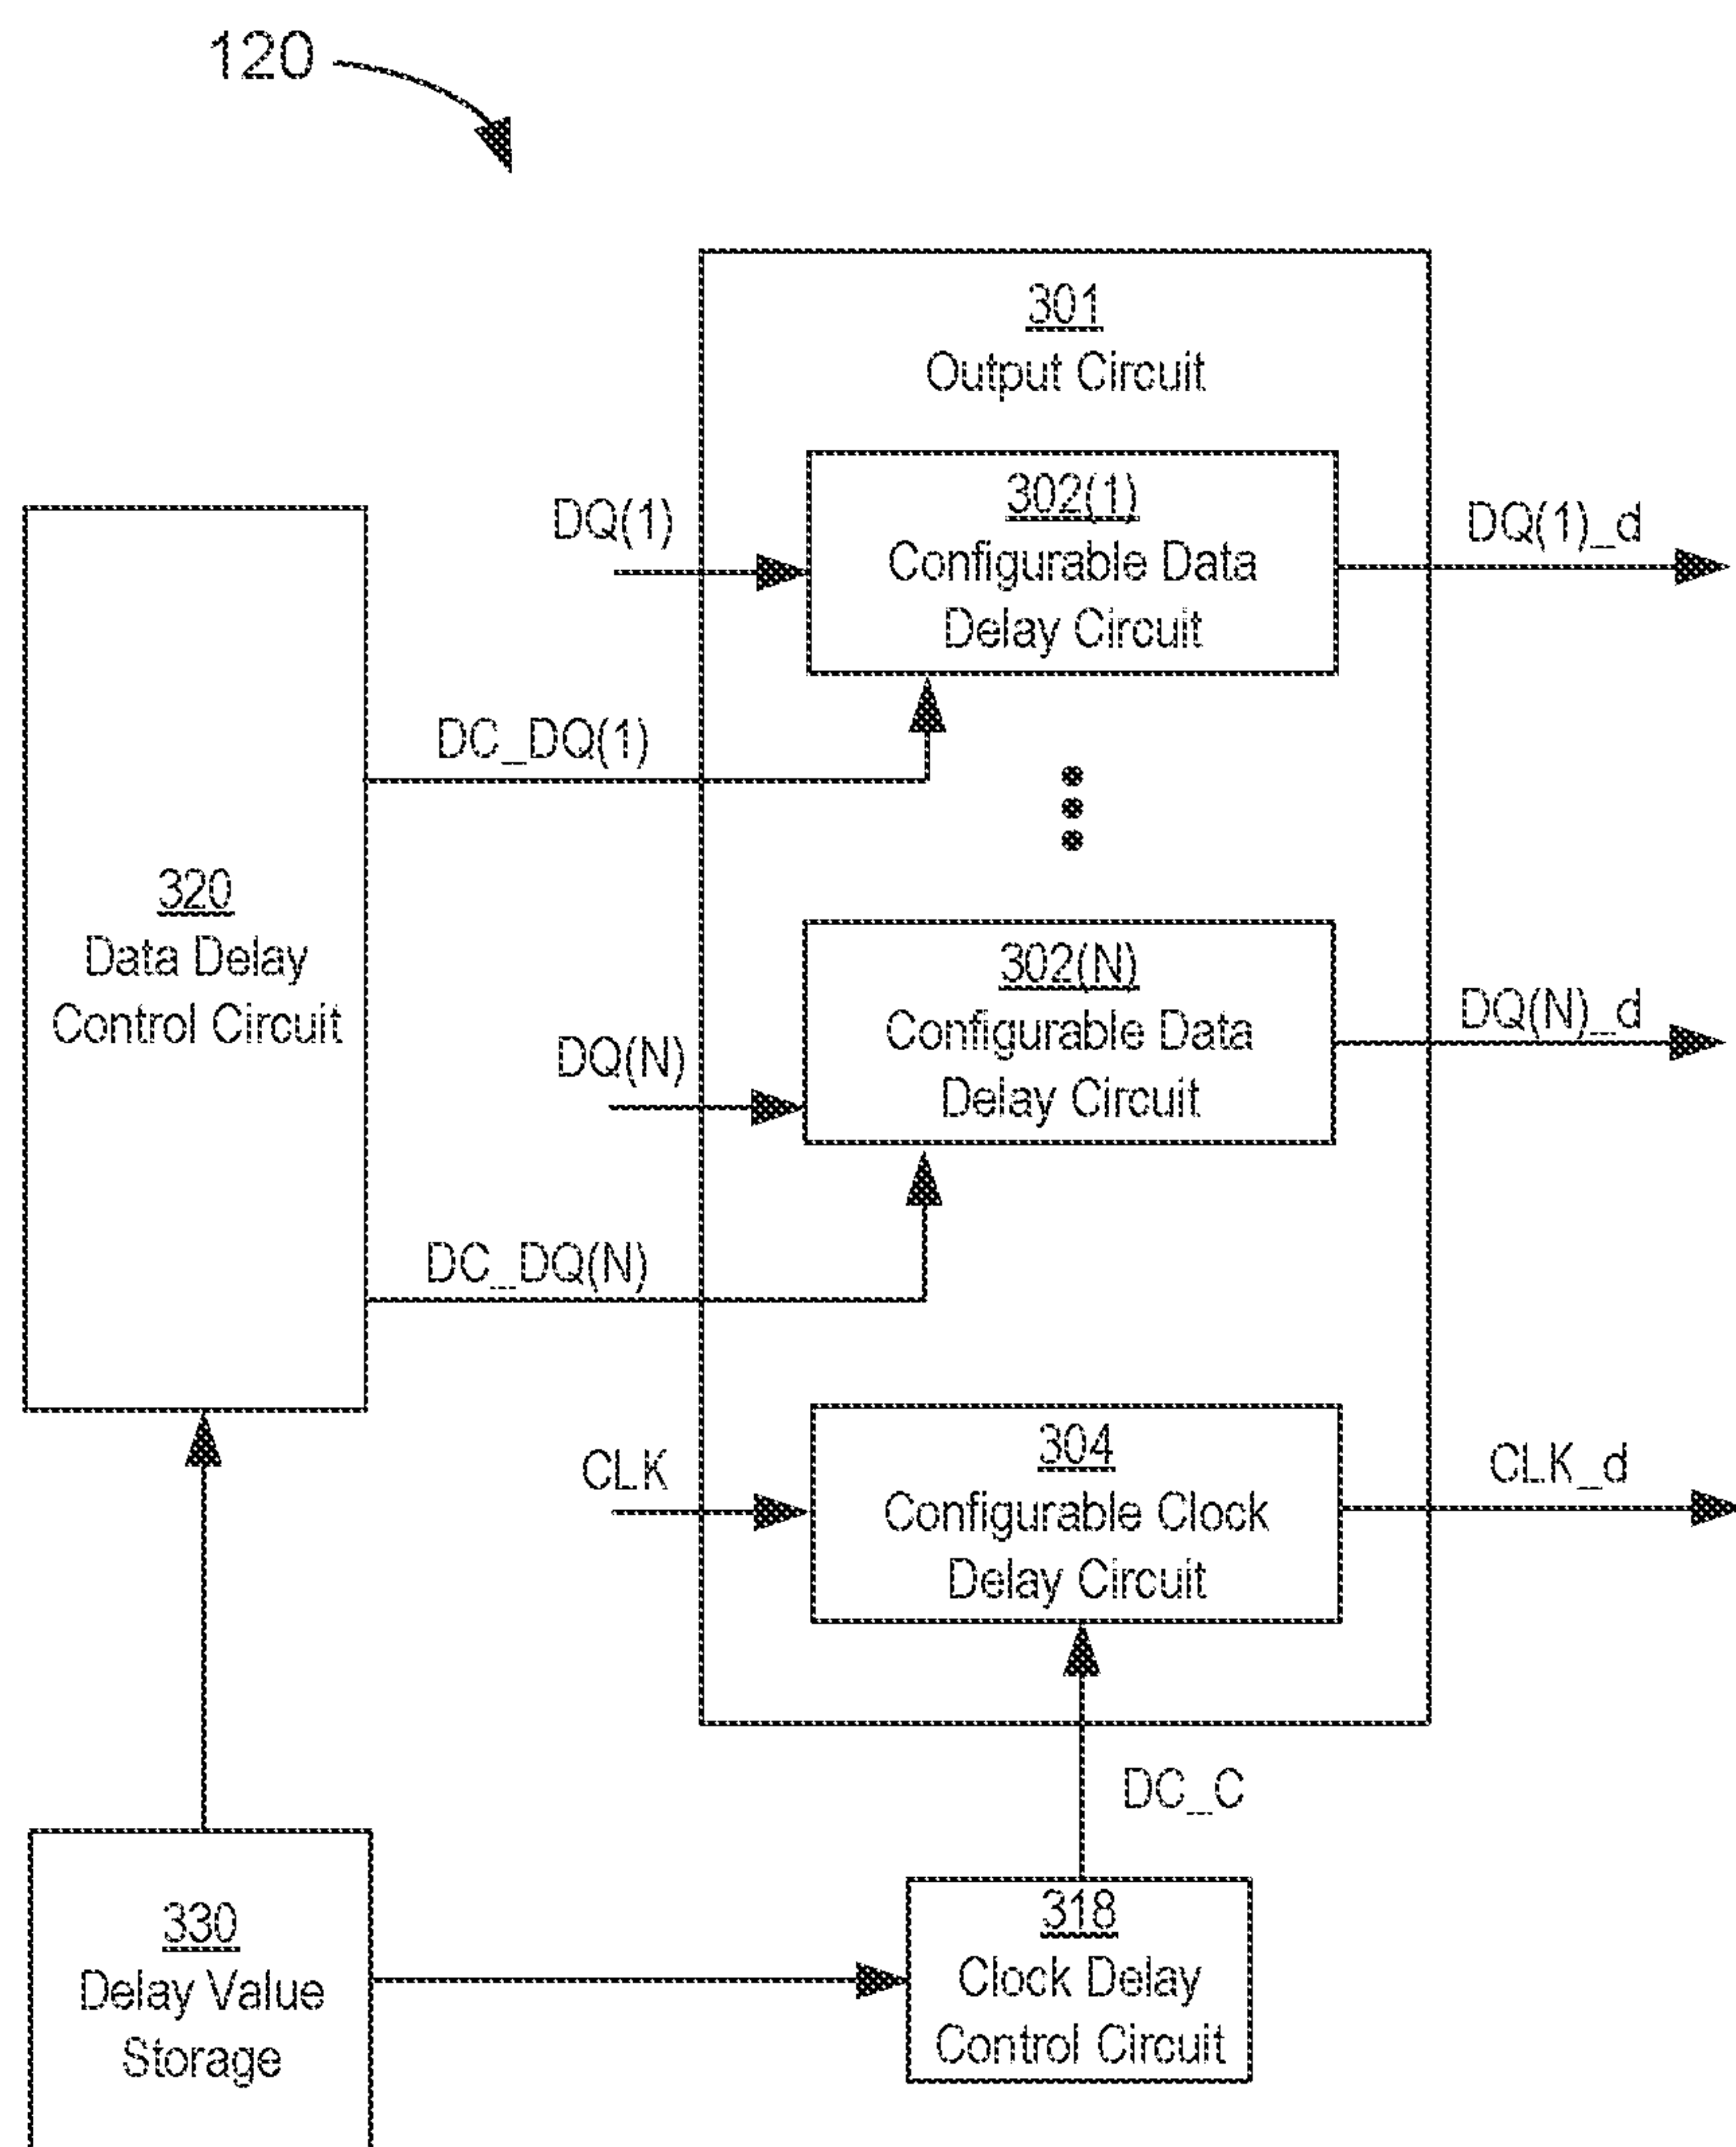 120
301
Output Circuit
302(1)
Configurable Data
Delay Circuit
DQ(1)
DQ(1)_d
DC_DQ(1)
320
Data Delay
Control Circuit
302(N)
Configurable Data
Delay Circuit
DQ(N)
DQ(N)_d
DC_DQ(N)
304
Configurable Clock
Delay Circuit
CLK
CLK_d
DC_C
330
Delay Value
Storage
318
Clock Delay
Control Circuit